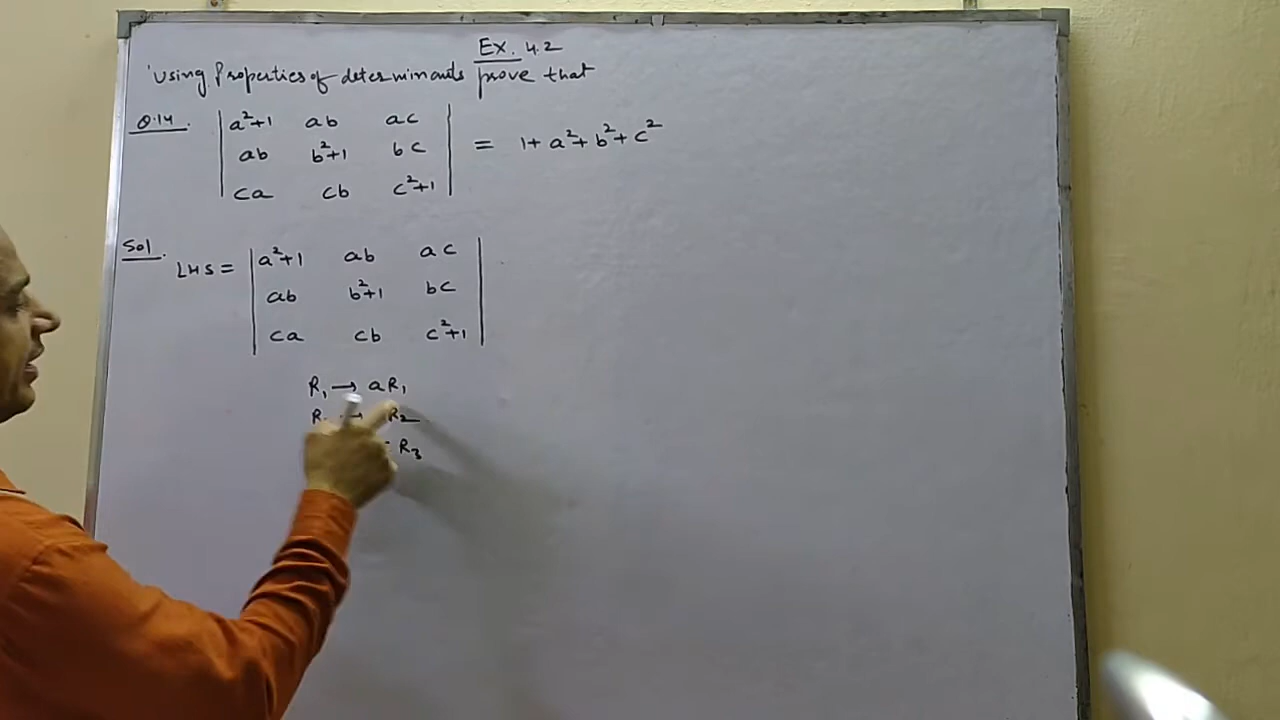 Ex. 4.2
Using Properties of determinants prove that
Q.14. | a²+1 ab ac |
| ab b²+1 bc | = 1+a²+b²+c²
| ca cb c²+1 |
Sol.
LHS = | a²+1 ab ac |
| ab b²+1 bc |
| ca cb c²+1 |
R₁ → aR₁
R₂
R₃